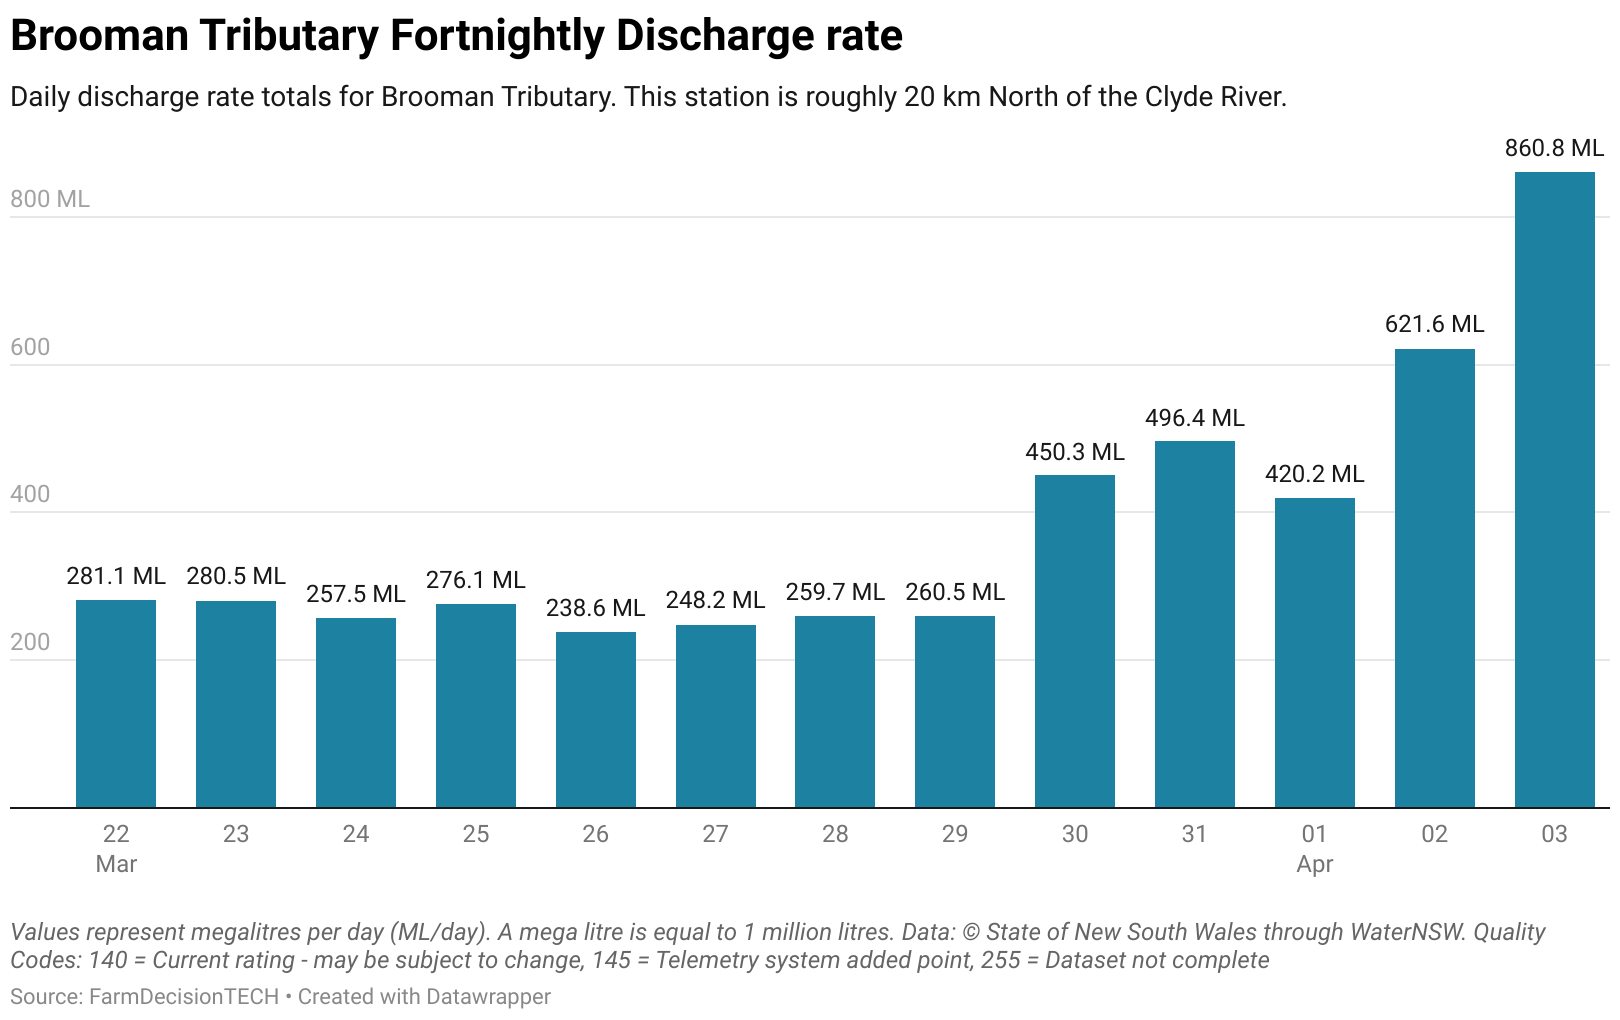 Brooman Tributary Fortnightly Discharge rate
Daily discharge rate totals for Brooman Tributary. This station is roughly 20 km North of the Clyde River.
860.8 ML
800 ML
621.6 ML
600
496.4 ML
450.3 ML
420.2 ML
400
281.1 ML 280.5 ML 257.5 ML 276.1 ML 238.6 ML 248.2 ML 259.7 ML 260.5 ML
200
22 23 24 25 26 27 28 29 30 31 01 02 03
Mar Apr
Values represent megalitres per day (ML/day). A mega litre is equal to 1 million litres. Data: © State of New South Wales through WaterNSW. Quality
Codes: 140 = Current rating - may be subject to change, 145 = Telemetry system added point, 255 = Dataset not complete
Source: FarmDecisionTECH • Created with Datawrapper